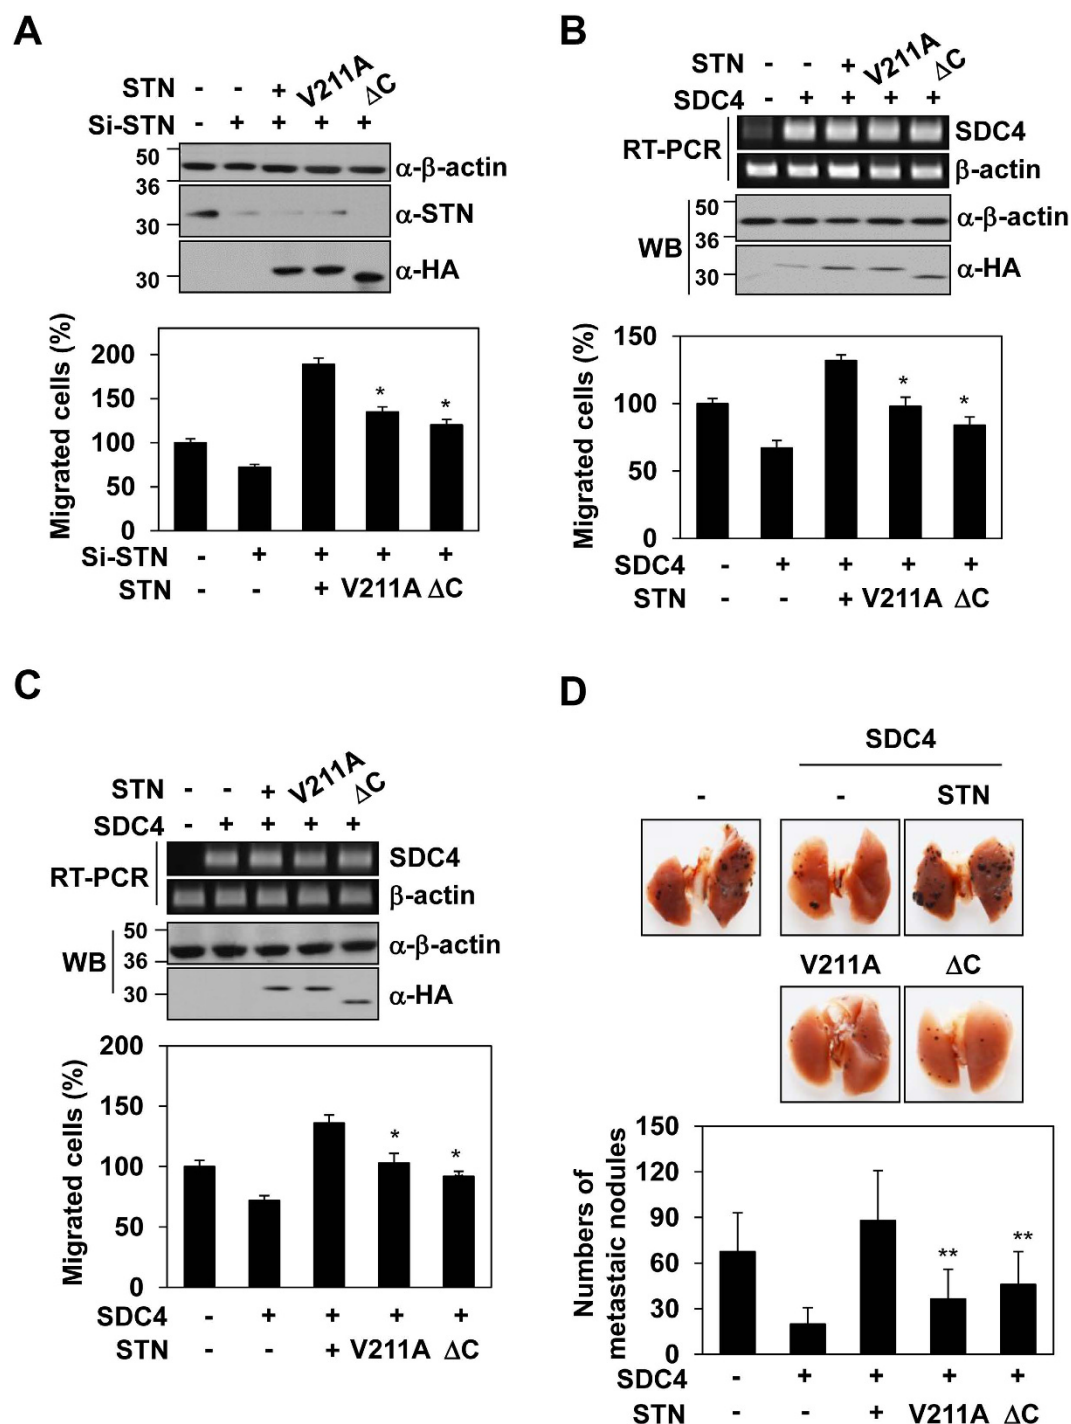 A
STN - - + V211A ΔC
Si-STN - + + + +
50
36
α-β-actin
30
α-STN
30
α-HA
Migrated cells (%)
200
150
100
50
0
* *
Si-STN - + + + +
STN - - + V211A ΔC
B
STN - - + V211A ΔC
SDC4 - + + + +
RT-PCR
SDC4
β-actin
WB
50
36
α-β-actin
30
α-HA
Migrated cells (%)
150
100
50
0
* *
SDC4 - + + + +
STN - - + V211A ΔC
C
STN - - + V211A ΔC
SDC4 - + + + +
RT-PCR
SDC4
β-actin
WB
50
36
α-β-actin
30
α-HA
Migrated cells (%)
200
150
100
50
0
* *
SDC4 - + + + +
STN - - + V211A ΔC
D
SDC4
- - STN
V211A ΔC
Numbers of
metastaic nodules
150
120
90
60
30
0
** **
SDC4 - + + + +
STN - - + V211A ΔC